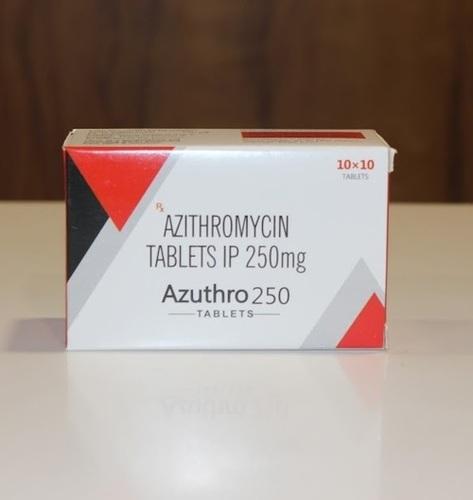 10×10
TABLETS
Rx
AZITHROMYCIN
TABLETS IP 250mg
Azuthro 250
TABLETS